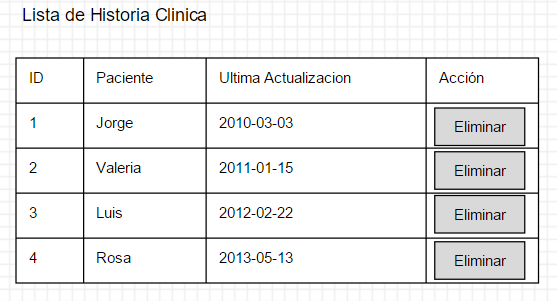 Lista de Historia Clinica
ID Paciente Ultima Actualizacion Acción
1 Jorge 2010-03-03 Eliminar
2 Valeria 2011-01-15 Eliminar
3 Luis 2012-02-22 Eliminar
4 Rosa 2013-05-13 Eliminar